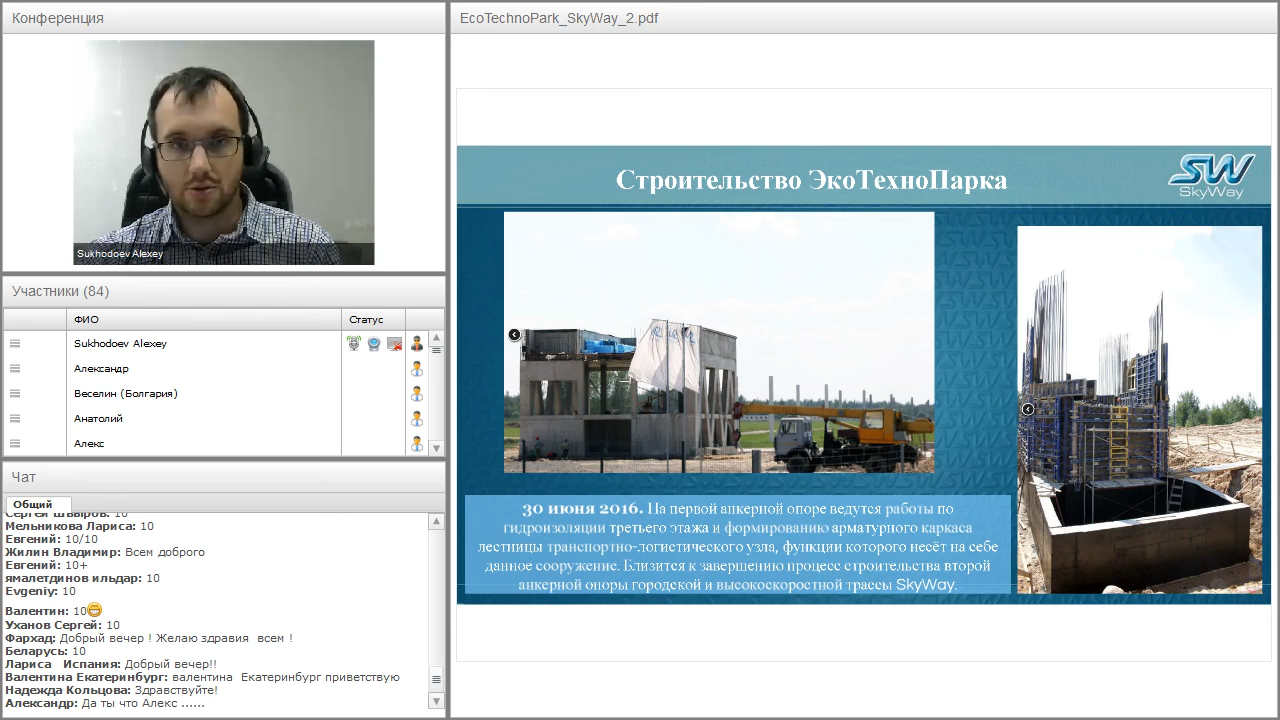 Конференция
Sukhodoev Alexey
Участники (84)
ФИО
Статус
Sukhodoev Alexey
Александр
Веселин (Болгария)
Анатолий
Алекс
Чат
Общий
Сергей Швыров: 10
Мельникова Лариса: 10
Евгений: 10/10
Жилин Владимир: Всем доброго
Евгений: 10+
ямалетдинов ильдар: 10
Evgeniy: 10
Валентин: 10
Уханов Сергей: 10
Фархад: Добрый вечер ! Желаю здравия всем !
Беларусь: 10
Лариса Испания: Добрый вечер!!
Валентина Екатеринбург: валентина Екатеринбург приветствую
Надежда Кольцова: Здравствуйте!
Александр: Да ты что Алекс ......
EcoTechnoPark_SkyWay_2.pdf
Строительство ЭкоТехноПарка
SW
SkyWay
30 июня 2016. На первой анкерной опоре ведутся работы по
гидроизоляции третьего этажа и формированию арматурного каркаса
лестницы транспортно-логистического узла, функции которого несёт на себе
данное сооружение. Близится к завершению процесс строительства второй
анкерной опоры городской и высокоскоростной трассы SkyWay.